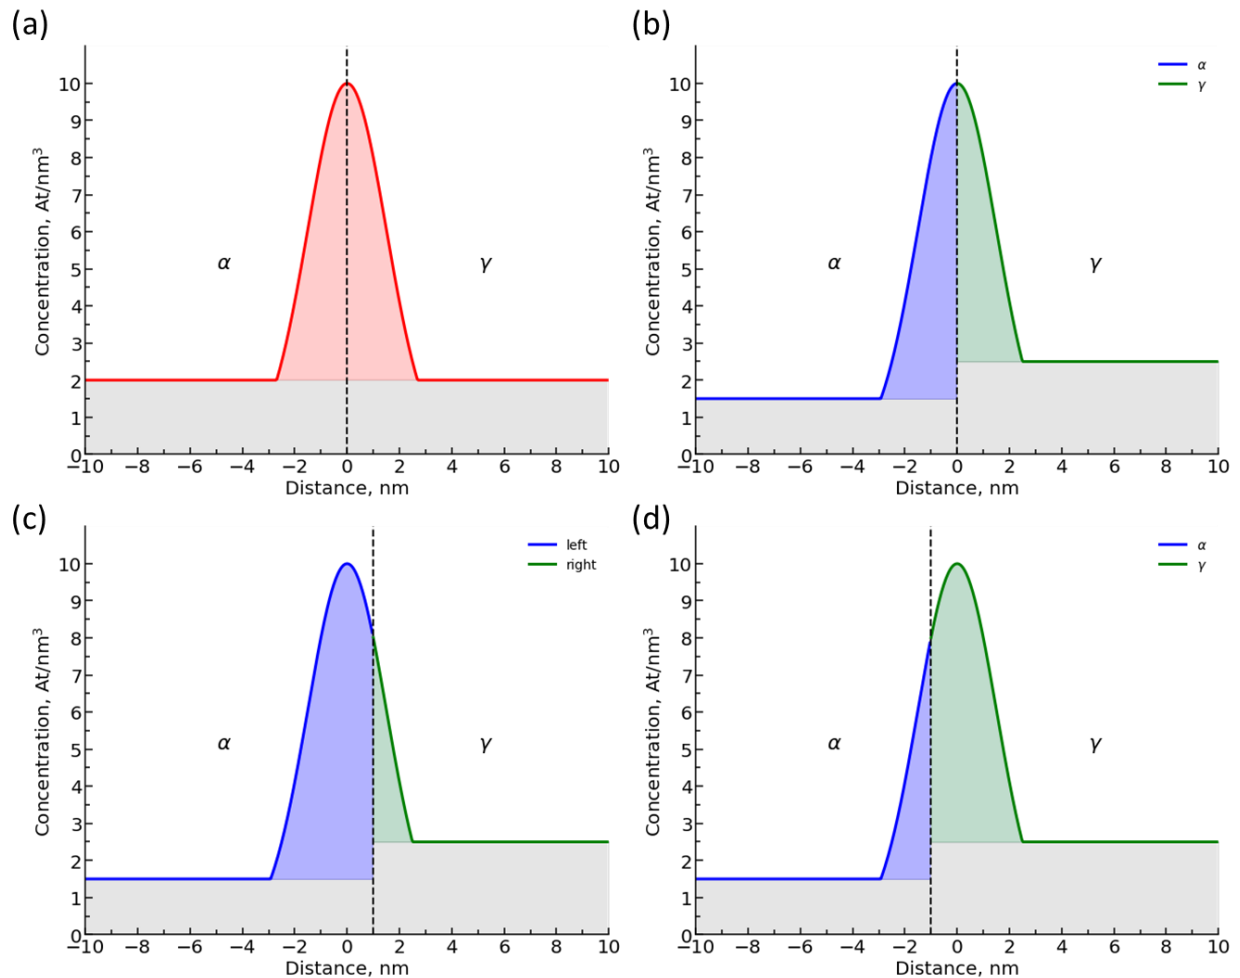 (a)
10
9
8
7
6
5
4
3
2
1
0
Concentration, At/nm³
α
γ
−10 −8 −6 −4 −2 0 2 4 6 8 10
Distance, nm
(b)
α
γ
10
9
8
7
6
5
4
3
2
1
0
Concentration, At/nm³
α
γ
−10 −8 −6 −4 −2 0 2 4 6 8 10
Distance, nm
(c)
left
right
10
9
8
7
6
5
4
3
2
1
0
Concentration, At/nm³
α
γ
−10 −8 −6 −4 −2 0 2 4 6 8 10
Distance, nm
(d)
α
γ
10
9
8
7
6
5
4
3
2
1
0
Concentration, At/nm³
α
γ
−10 −8 −6 −4 −2 0 2 4 6 8 10
Distance, nm